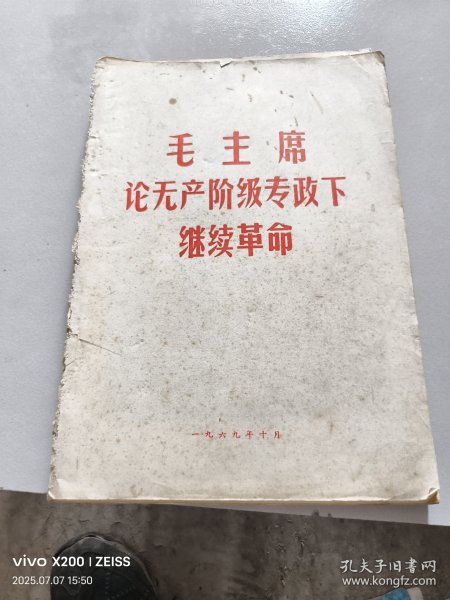 毛主席
论无产阶级专政下
继续革命
一九六九年十月
vivo X200 | ZEISS
2025.07.07 15:50
孔夫子旧书网
www.kongfz.com